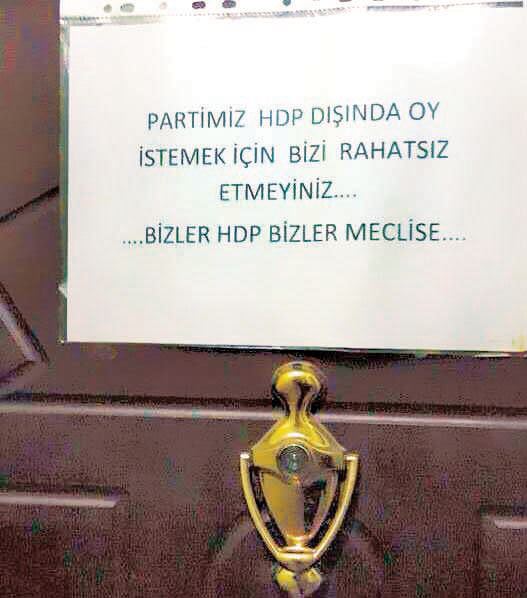 PARTİMİZ HDP DIŞINDA OY
İSTEMEK İÇİN BİZİ RAHATSIZ
ETMEYİNİZ....
....BİZLER HDP BİZLER MECLİSE....